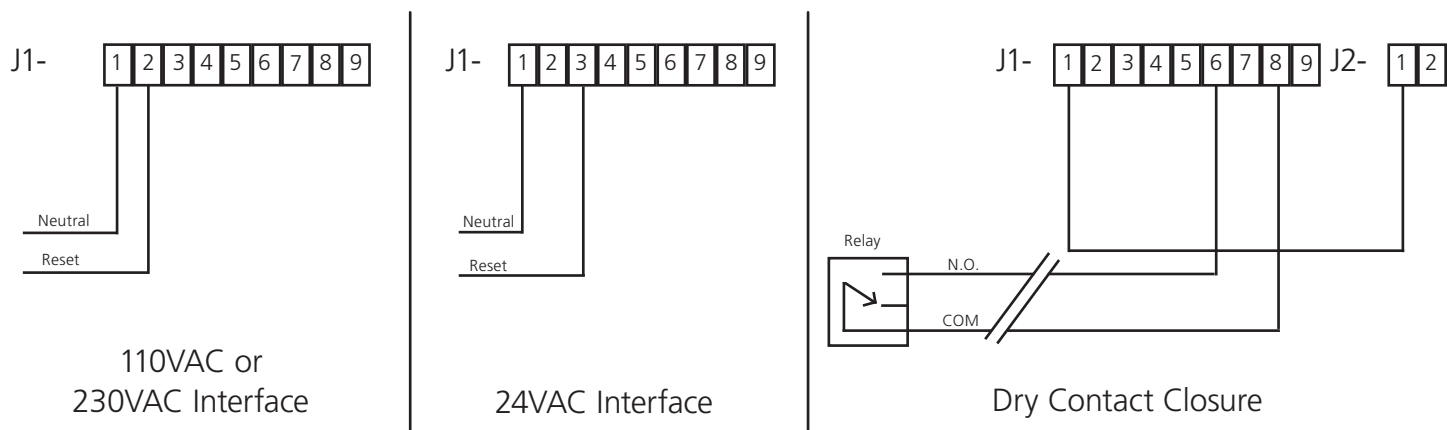 J1- 1 2 3 4 5 6 7 8 9
Neutral
Reset
110VAC or
230VAC Interface
J1- 1 2 3 4 5 6 7 8 9
Neutral
Reset
24VAC Interface
J1- 1 2 3 4 5 6 7 8 9 J2- 1 2
Relay
N.O.
COM
Dry Contact Closure